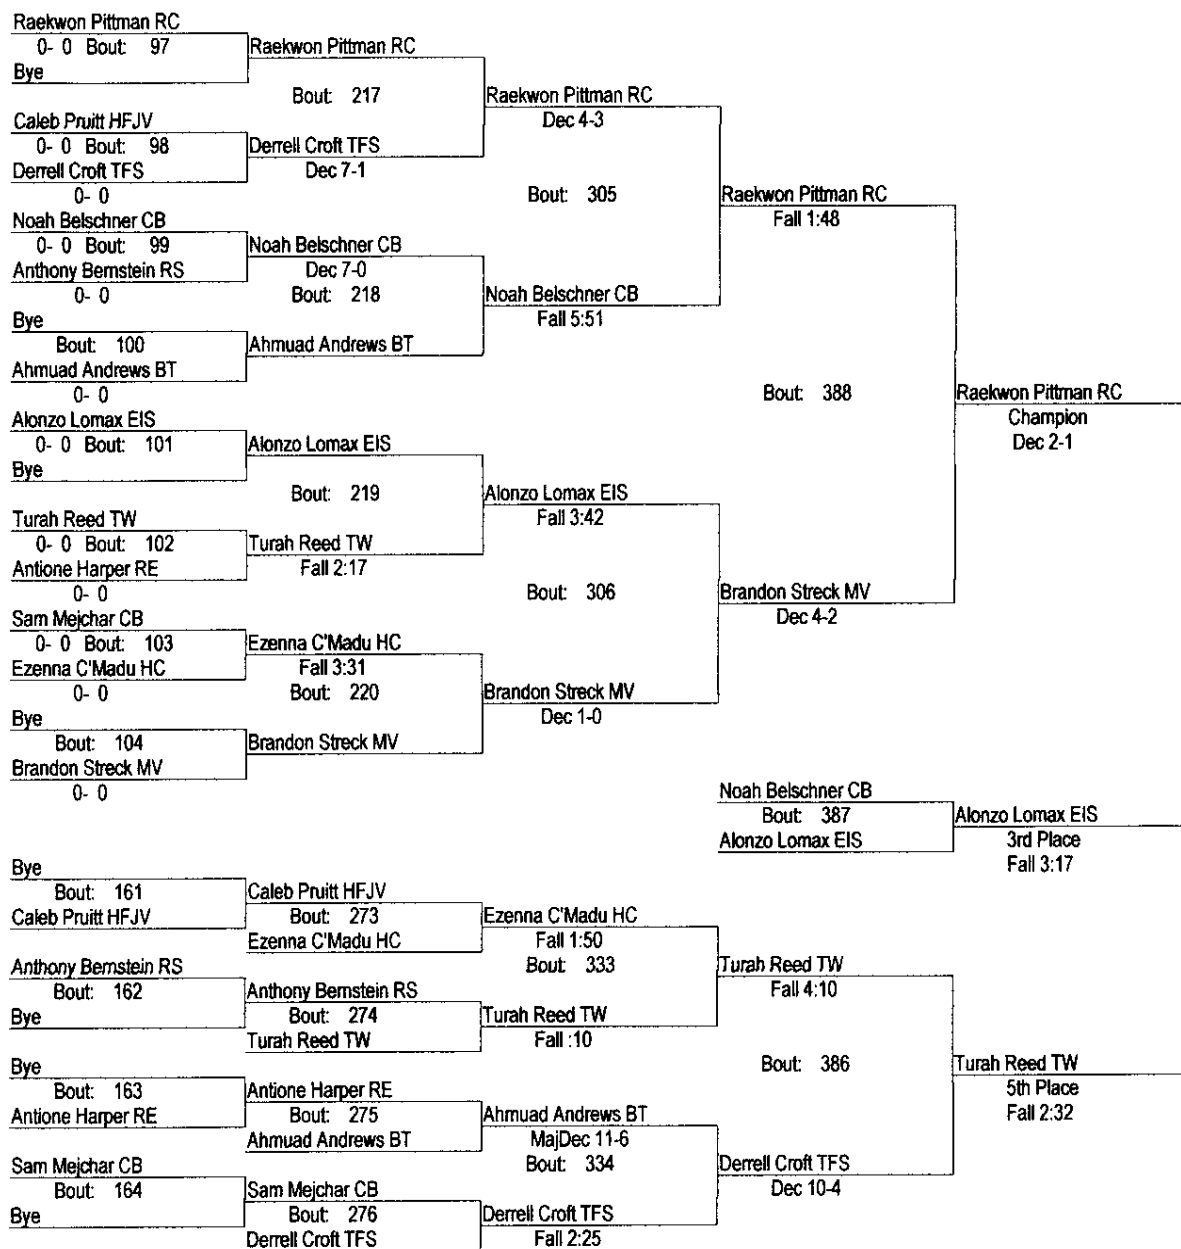 Raekwon Pittman RC
0- 0 Bout: 97
Raekwon Pittman RC
Bye
Bout: 217
Raekwon Pittman RC
Dec 4-3
Caleb Pruitt HFJV
0- 0 Bout: 98
Derrell Croft TFS
Derrell Croft TFS
Dec 7-1
0- 0
Bout: 305
Raekwon Pittman RC
Fall 1:48
Noah Belschner CB
0- 0 Bout: 99
Noah Belschner CB
Anthony Bernstein RS
Dec 7-0
0- 0
Bout: 218
Noah Belschner CB
Fall 5:51
Bye
Bout: 100
Ahmuad Andrews BT
Ahmuad Andrews BT
0- 0
Bout: 388
Raekwon Pittman RC
Champion
Dec 2-1
Alonzo Lomax EIS
0- 0 Bout: 101
Alonzo Lomax EIS
Bye
Bout: 219
Alonzo Lomax EIS
Fall 3:42
Turah Reed TW
0- 0 Bout: 102
Turah Reed TW
Antione Harper RE
Fall 2:17
0- 0
Bout: 306
Brandon Streck MV
Dec 4-2
Sam Mejchar CB
0- 0 Bout: 103
Ezenna C'Madu HC
Ezenna C'Madu HC
Fall 3:31
0- 0
Bout: 220
Brandon Streck MV
Dec 1-0
Bye
Bout: 104
Brandon Streck MV
Brandon Streck MV
0- 0
Noah Belschner CB
Bout: 387
Alonzo Lomax EIS
Alonzo Lomax EIS
3rd Place
Fall 3:17
Bye
Bout: 161
Caleb Pruitt HFJV
Caleb Pruitt HFJV
Bout: 273
Ezenna C'Madu HC
Ezenna C'Madu HC
Fall 1:50
Bout: 333
Turah Reed TW
Fall 4:10
Anthony Bernstein RS
Bout: 162
Anthony Bernstein RS
Bye
Bout: 274
Turah Reed TW
Turah Reed TW
Fall :10
Bout: 386
Turah Reed TW
5th Place
Fall 2:32
Bye
Bout: 163
Antione Harper RE
Antione Harper RE
Bout: 275
Ahmuad Andrews BT
Ahmuad Andrews BT
MajDec 11-6
Bout: 334
Derrell Croft TFS
Dec 10-4
Sam Mejchar CB
Bout: 164
Sam Mejchar CB
Bye
Bout: 276
Derrell Croft TFS
Derrell Croft TFS
Fall 2:25